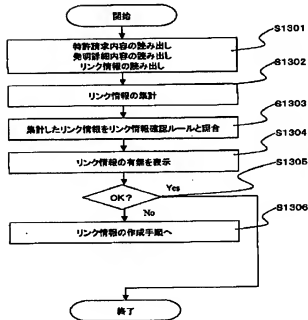 開始
S1301
特許請求内容の読み出し
発明詳細内容の読み出し
リンク情報の読み出し
S1302
リンク情報の集計
S1303
集計したリンク情報をリンク情報確認ルールと照合
S1304
リンク情報の有無を表示
S1305
OK?
Yes
No
S1306
リンク情報の作成手順へ
終了